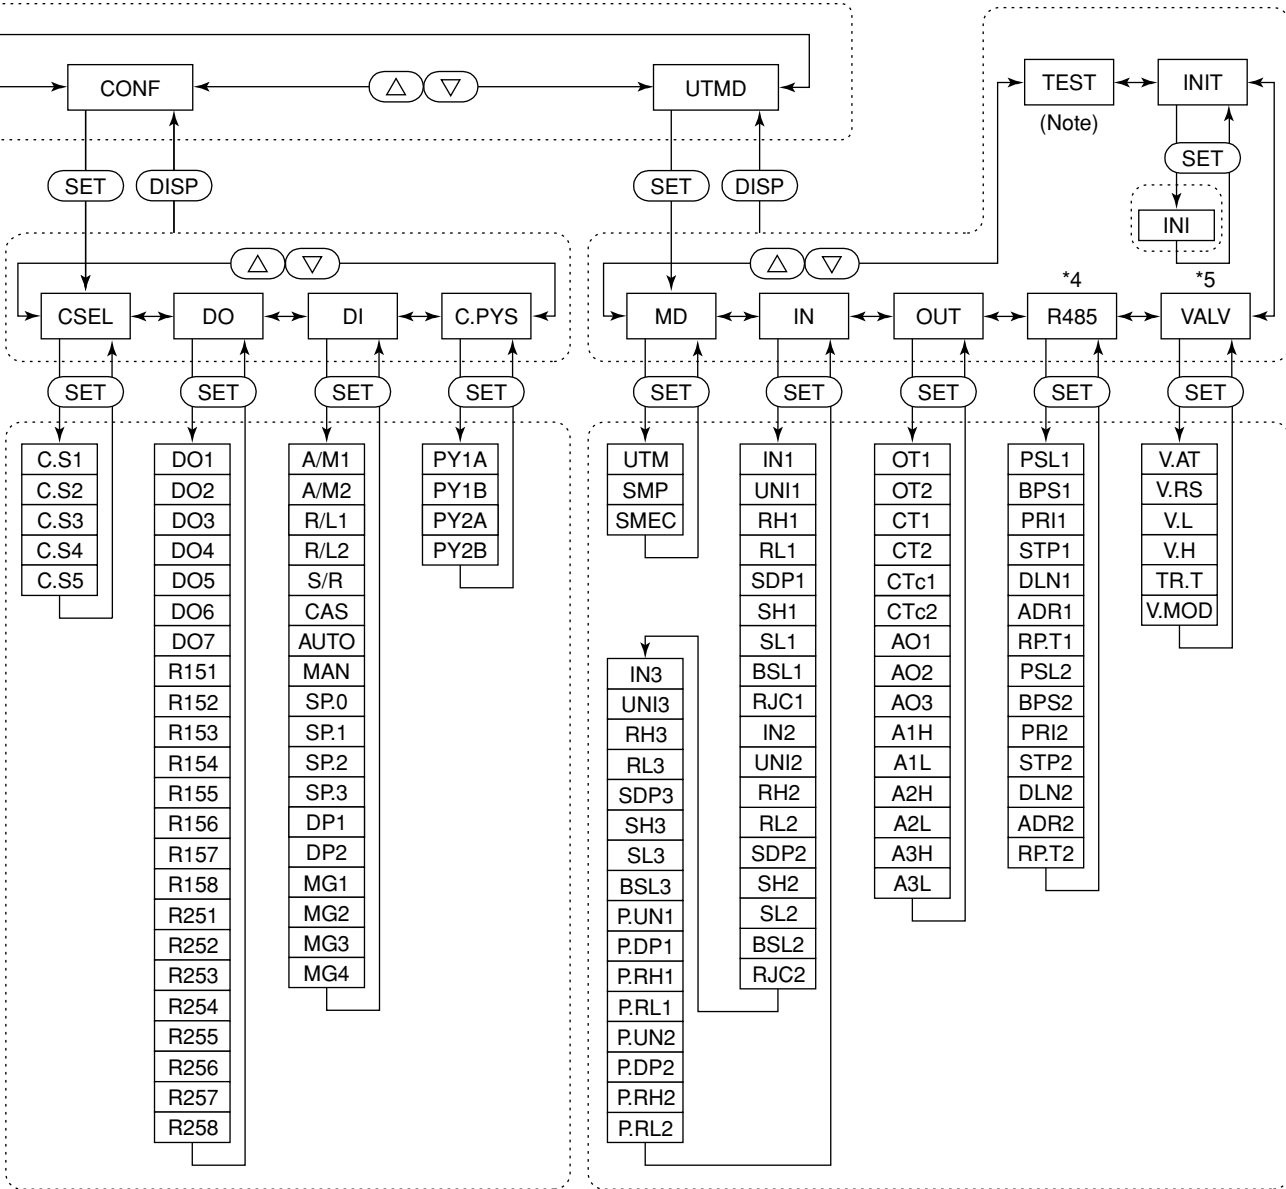 CONF
UTMD
TEST
INIT
(Note)
SET
DISP
SET
DISP
SET
INI
*4
*5
CSEL
DO
DI
C.PYS
MD
IN
OUT
R485
VALV
SET
SET
SET
SET
SET
SET
SET
SET
SET
C.S1
C.S2
C.S3
C.S4
C.S5
DO1
DO2
DO3
DO4
DO5
DO6
DO7
R151
R152
R153
R154
R155
R156
R157
R158
R251
R252
R253
R254
R255
R256
R257
R258
A/M1
A/M2
R/L1
R/L2
S/R
CAS
AUTO
MAN
SP.0
SP.1
SP.2
SP.3
DP1
DP2
MG1
MG2
MG3
MG4
PY1A
PY1B
PY2A
PY2B
UTM
SMP
SMEC
IN1
UNI1
RH1
RL1
SDP1
SH1
SL1
BSL1
RJC1
IN2
UNI2
RH2
RL2
SDP2
SH2
SL2
BSL2
RJC2
IN3
UNI3
RH3
RL3
SDP3
SH3
SL3
BSL3
P.UN1
P.DP1
P.RH1
P.RL1
P.UN2
P.DP2
P.RH2
P.RL2
OT1
OT2
CT1
CT2
CTc1
CTc2
AO1
AO2
AO3
A1H
A1L
A2H
A2L
A3H
A3L
PSL1
BPS1
PRI1
STP1
DLN1
ADR1
RP.T1
PSL2
BPS2
PRI2
STP2
DLN2
ADR2
RP.T2
V.AT
V.RS
V.L
V.H
TR.T
V.MOD